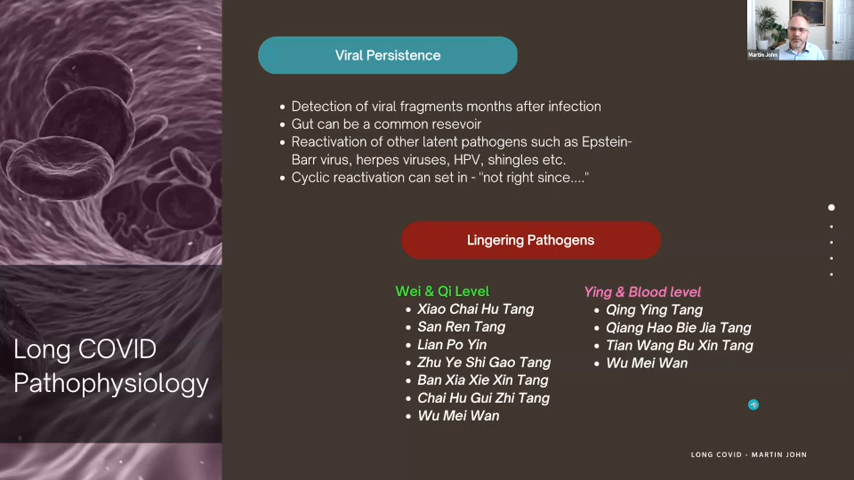 Viral Persistence
Martin John
Detection of viral fragments months after infection
Gut can be a common resevoir
Reactivation of other latent pathogens such as Epstein-
Barr virus, herpes viruses, HPV, shingles etc.
Cyclic reactivation can set in - "not right since...."
Lingering Pathogens
Wei & Qi Level
Xiao Chai Hu Tang
San Ren Tang
Lian Po Yin
Zhu Ye Shi Gao Tang
Ban Xia Xie Xin Tang
Chai Hu Gui Zhi Tang
Wu Mei Wan
Ying & Blood level
Qing Ying Tang
Qiang Hao Bie Jia Tang
Tian Wang Bu Xin Tang
Wu Mei Wan
Long COVID
Pathophysiology
LONG COVID - MARTIN JOHN